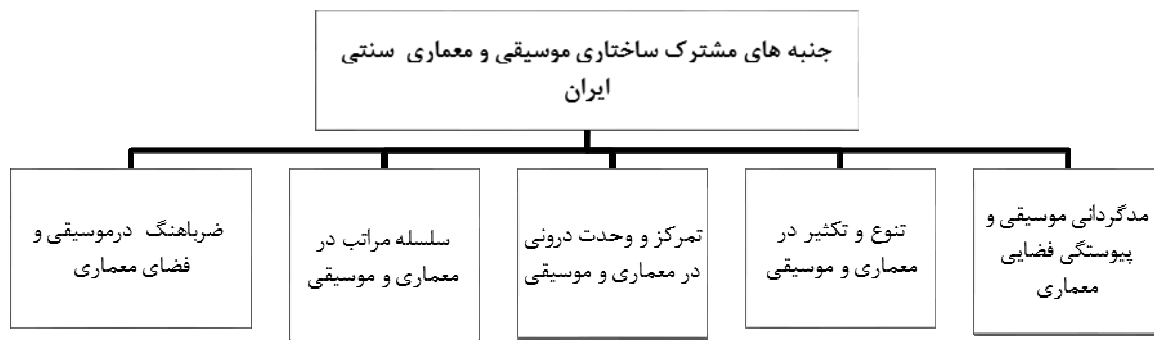 جنبه های مشترک ساختاری موسیقی و معماری سنتی
ایران
مدگردانی موسیقی و
پیوستگی فضایی
معماری
تنوع و تکثیر در
معماری و موسیقی
تمرکز و وحدت درونی
در معماری و موسیقی
سلسله مراتب در
معماری و موسیقی
ضرباهنگ درموسیقی و
فضای معماری